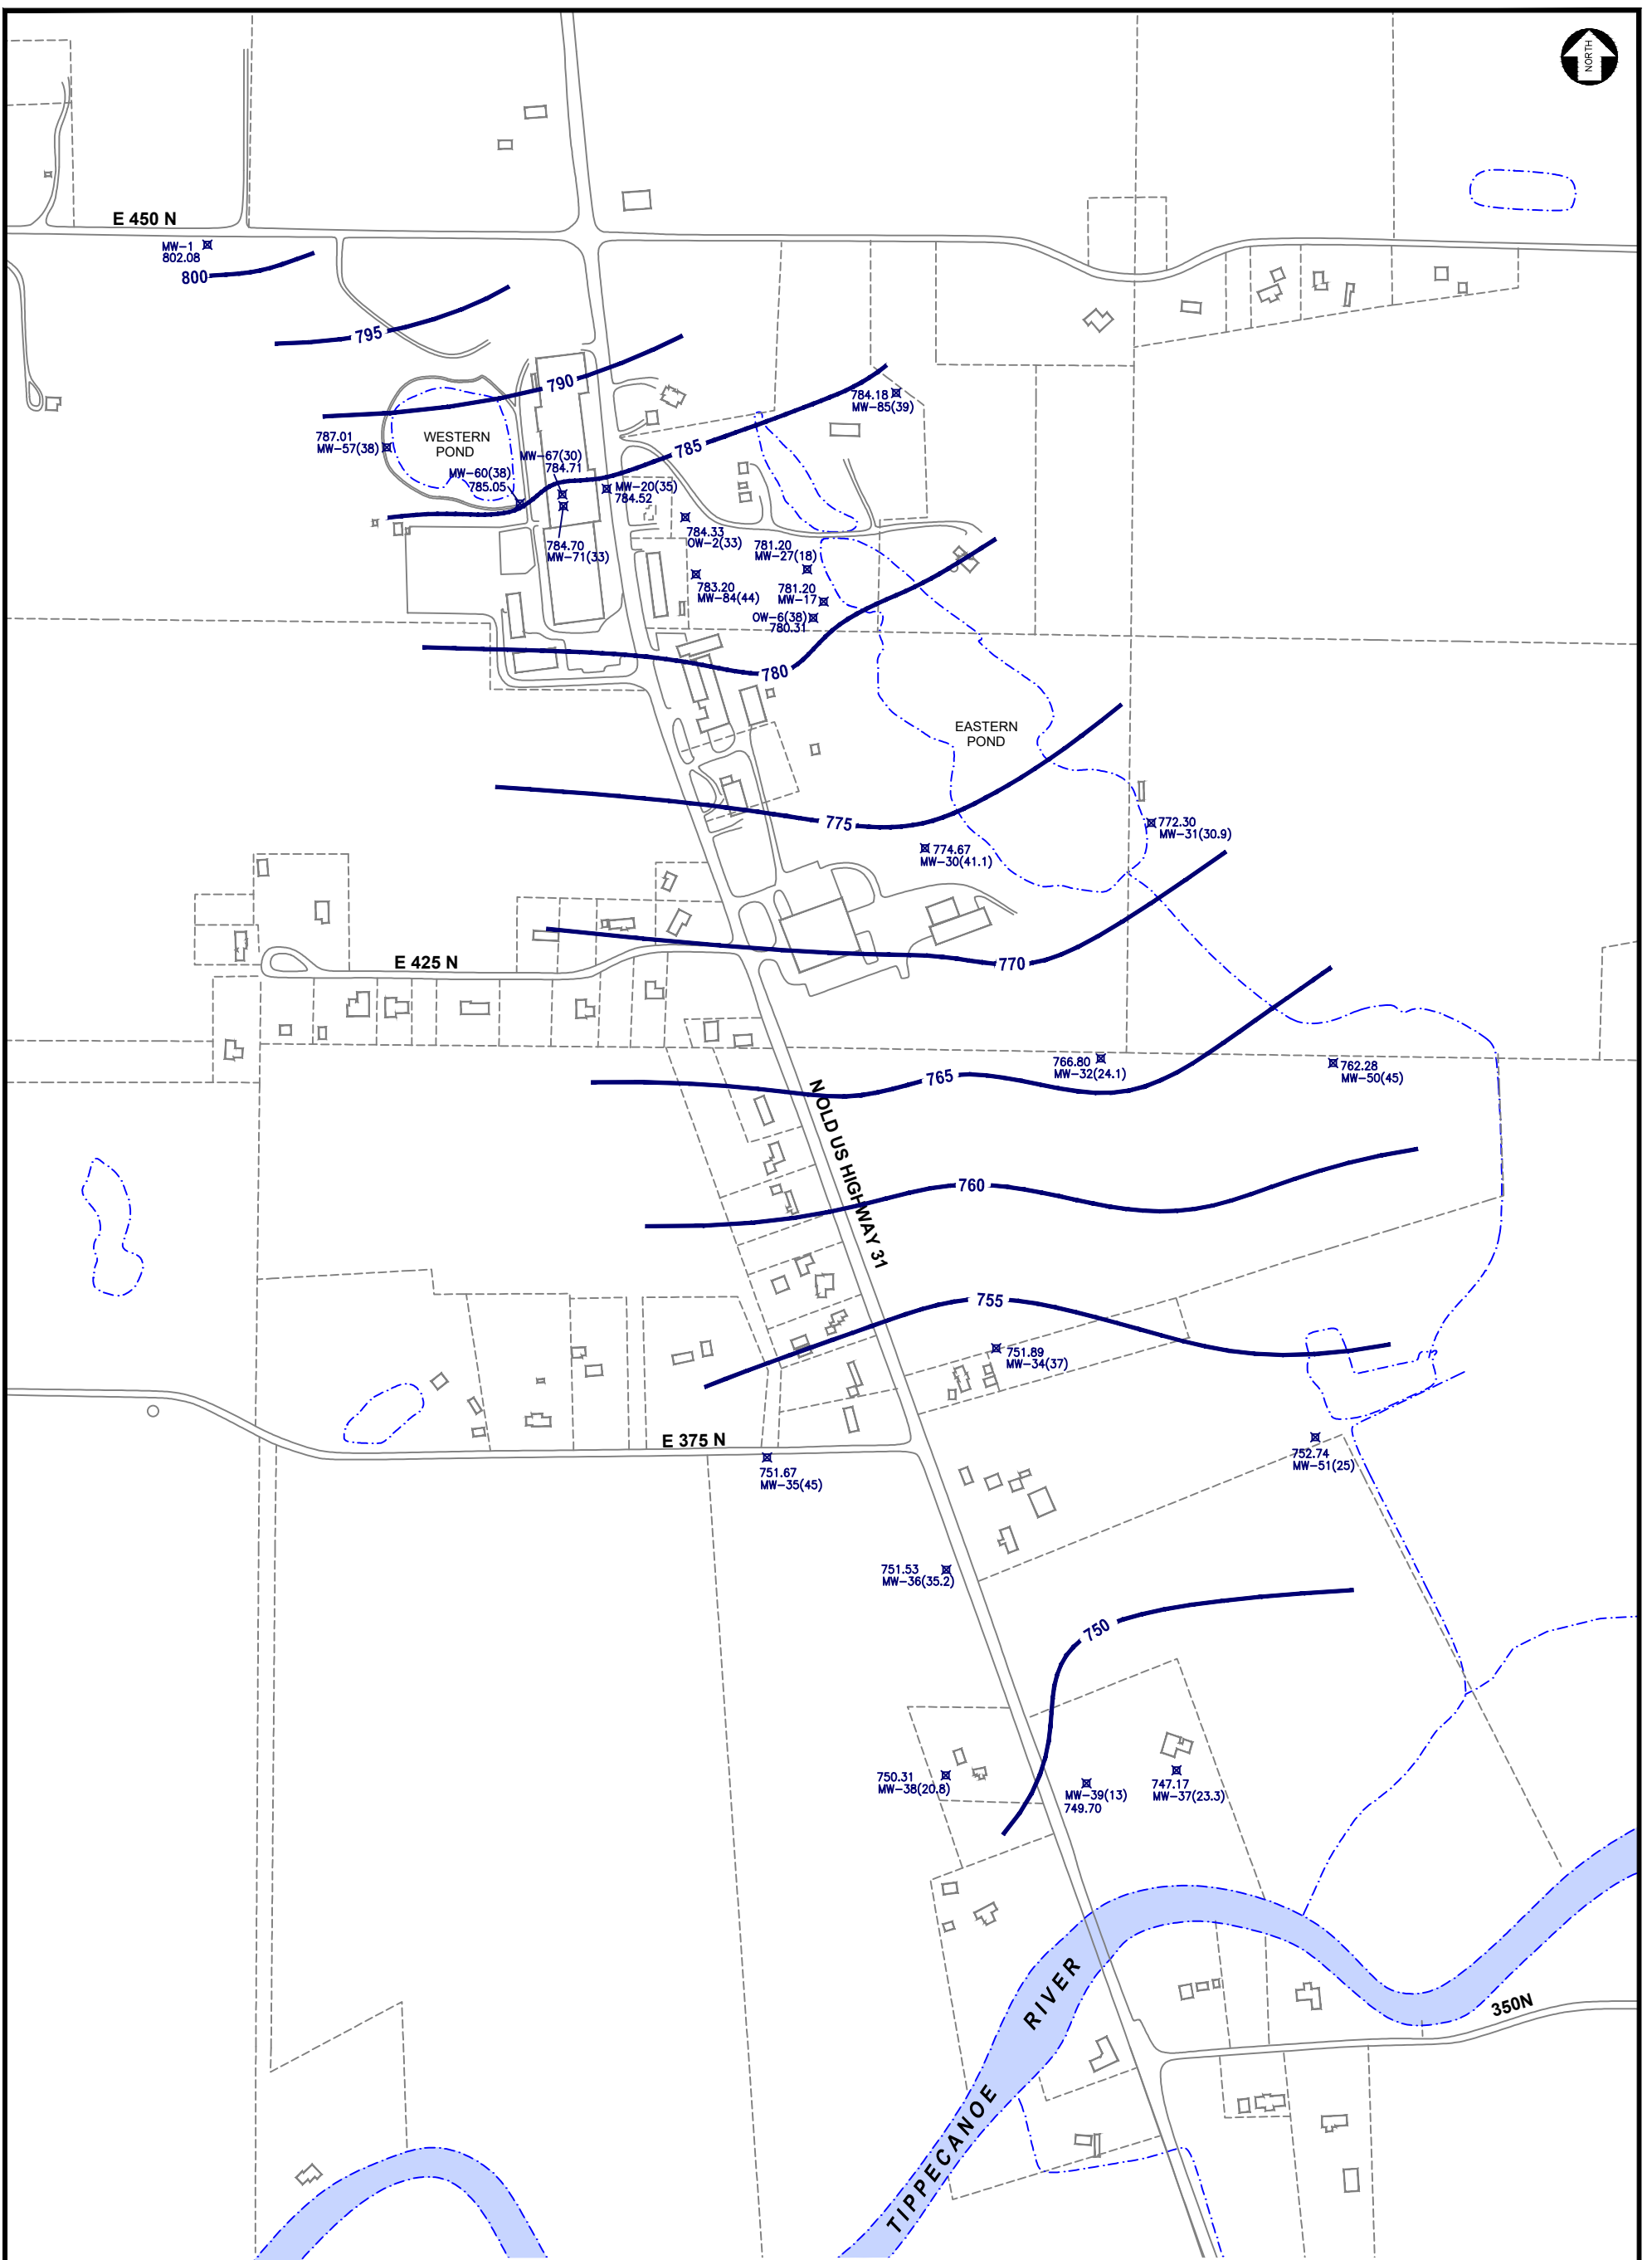 NORTH
E 450 N
MW-1
802.08
800
795
790
784.18
MW-85(39)
787.01
MW-57(38)
WESTERN
POND
785
MW-67(30)
784.71
MW-60(38)
785.05
MW-20(35)
784.52
784.33
OW-2(33)
784.70
MW-71(33)
781.20
MW-27(18)
783.20
MW-84(44)
781.20
MW-17
OW-6(38)
780.31
780
EASTERN
POND
775
772.30
MW-31(30.9)
774.67
MW-30(41.1)
E 425 N
770
766.80
MW-32(24.1)
762.28
MW-50(45)
765
N OLD US HIGHWAY 31
760
755
751.89
MW-34(37)
E 375 N
751.67
MW-35(45)
752.74
MW-51(25)
751.53
MW-36(35.2)
750
750.31
MW-38(20.8)
MW-39(13)
749.70
747.17
MW-37(23.3)
350N
TIPPECANOE RIVER